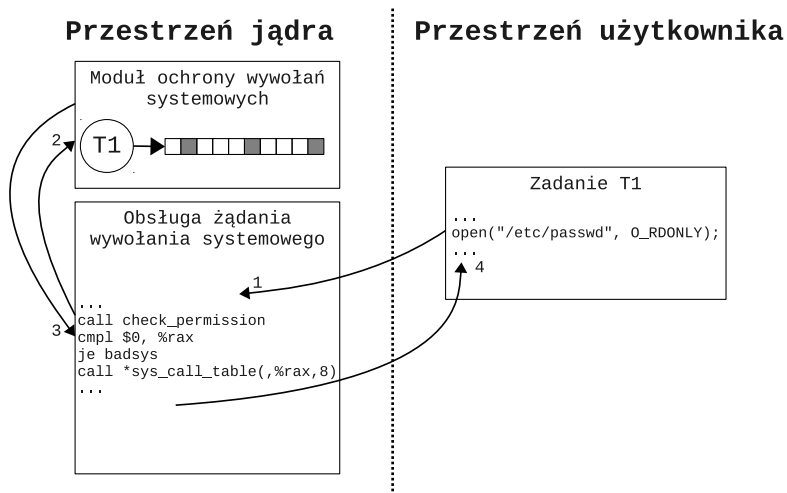 Przestrzeń jądra
Przestrzeń użytkownika
Moduł ochrony wywołań
systemowych
T1
2
Obsługa żądania
wywołania systemowego
1
...
call check_permission
3
cmpl $0, %rax
je badsys
call *sys_call_table(,%rax,8)
...
Zadanie T1
...
open("/etc/passwd", O_RDONLY);
...
4